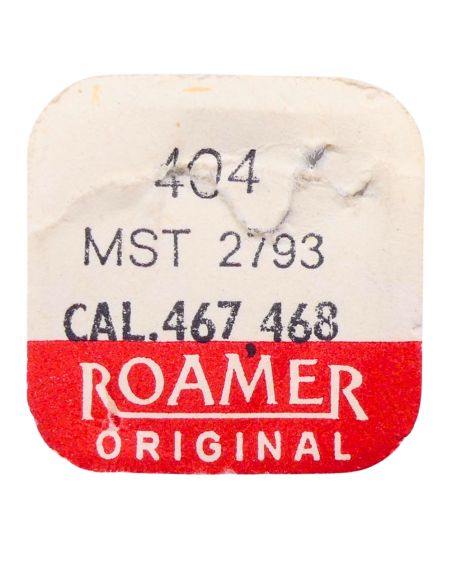 404
MST 2793
CAL. 467, 468
ROAMER
ORIGINAL